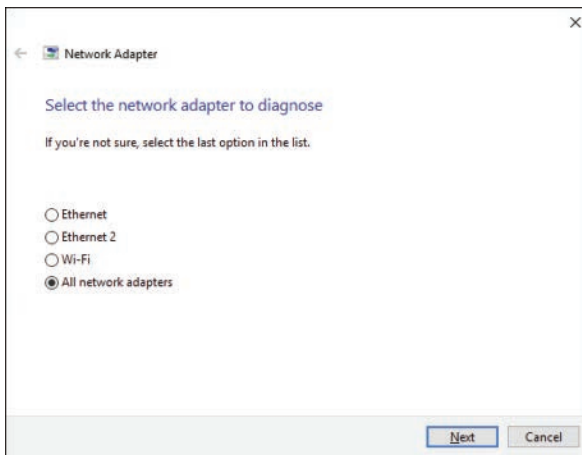 Network Adapter
Select the network adapter to diagnose
If you're not sure, select the last option in the list.
Ethernet
Ethernet 2
Wi-Fi
All network adapters
Next
Cancel